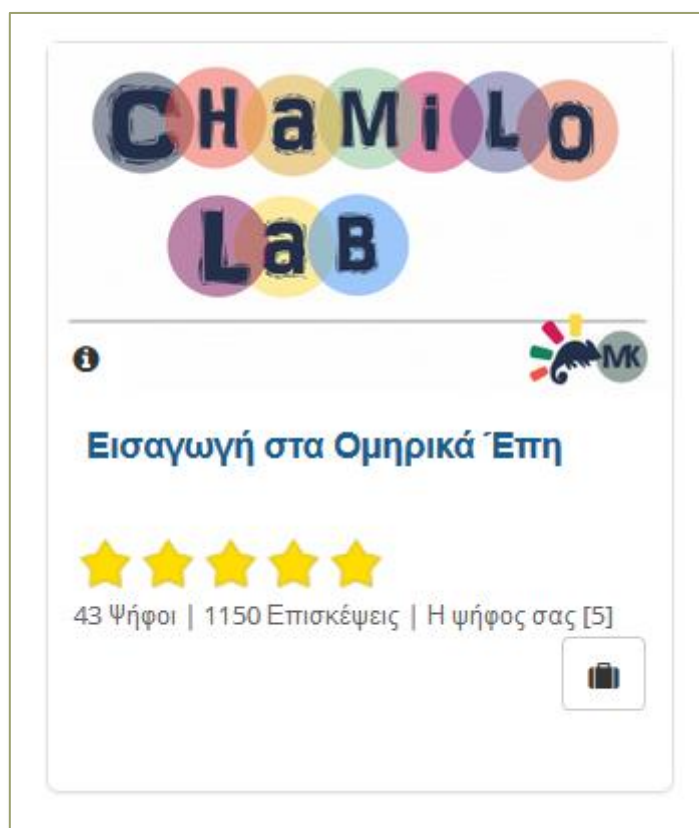 CHaMiLO
LaB
MK
Εισαγωγή στα Ομηρικά Έπη
43 Ψήφοι | 1150 Επισκέψεις | Η ψήφος σας [5]